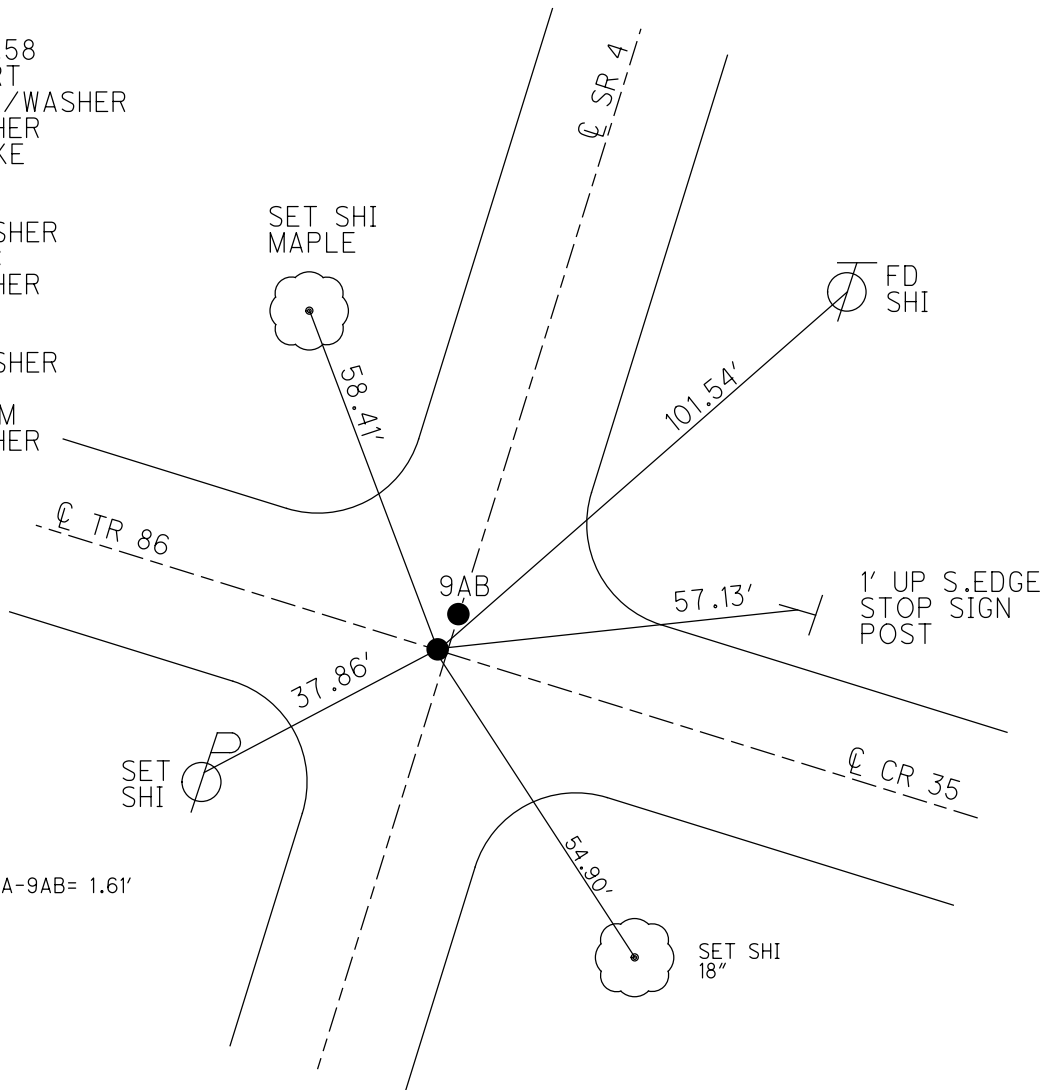 58
RT
/WASHER
HER
KE
SHER
HER
SHER
M
HER
SET SHI
MAPLE
℄ SR 4
FD
SHI
58.41'
101.54'
℄ TR 86
9AB
57.13'
1' UP S.EDGE
STOP SIGN
POST
37.86'
SET
SHI
℄ CR 35
54.90'
A-9AB= 1.61'
SET SHI
18"